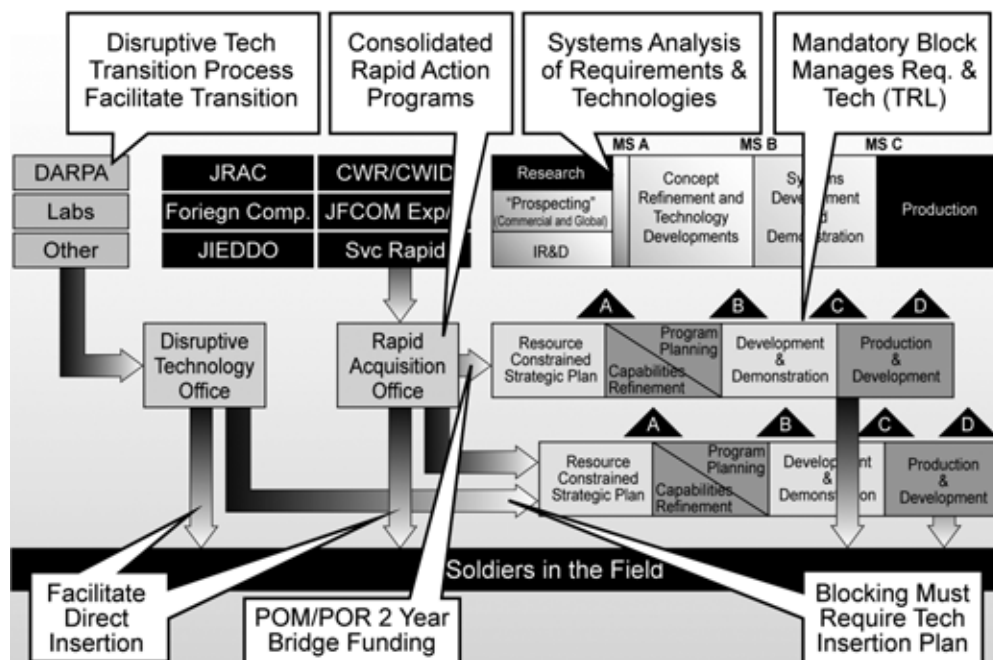 Disruptive Tech
Transition Process
Facilitate Transition
Consolidated
Rapid Action
Programs
Systems Analysis
of Requirements &
Technologies
Mandatory Block
Manages Req. &
Tech (TRL)
MS A
MS B
MS C
DARPA
Labs
Other
JRAC
Foriegn Comp.
JIEDDO
CWR/CWID
JFCOM Exp/
Svc Rapid
Research
"Prospecting"
(Commercial and Global)
IR&D
Concept
Refinement and
Technology
Developments
Development
Demonstration
Production
Disruptive
Technology
Office
Rapid
Acquisition
Office
A
B
C
D
Resource
Constrained
Strategic Plan
Program
Planning
Capabilities
Refinement
Development
&
Demonstration
Production
&
Development
A
B
C
D
Resource
Constrained
Strategic Plan
Program
Planning
Capabilities
Refinement
&
Production
&
Development
Soldiers in the Field
Facilitate
Direct
Insertion
POM/POR 2 Year
Bridge Funding
Blocking Must
Require Tech
Insertion Plan